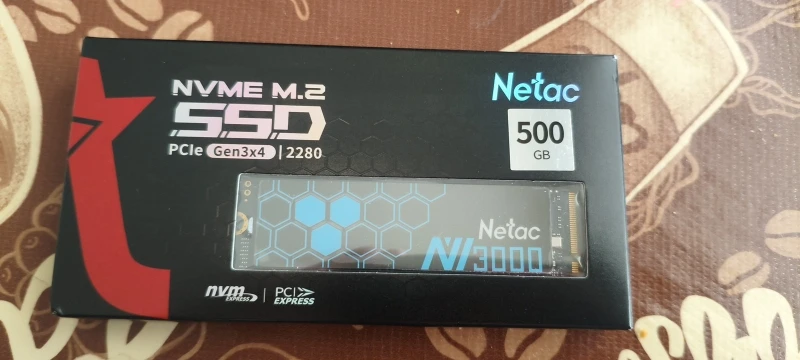 NVME M.2
SSD
PCIe Gen3x4 | 2280
Netac
500
GB
Netac
NV3000
nvm EXPRESS | PCI EXPRESS